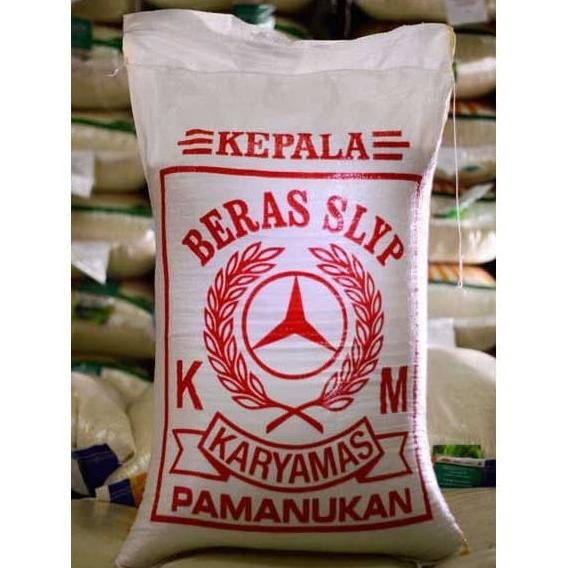 KEPALA
BERAS SLYP
K M
KARYAMAS
PAMANUKAN